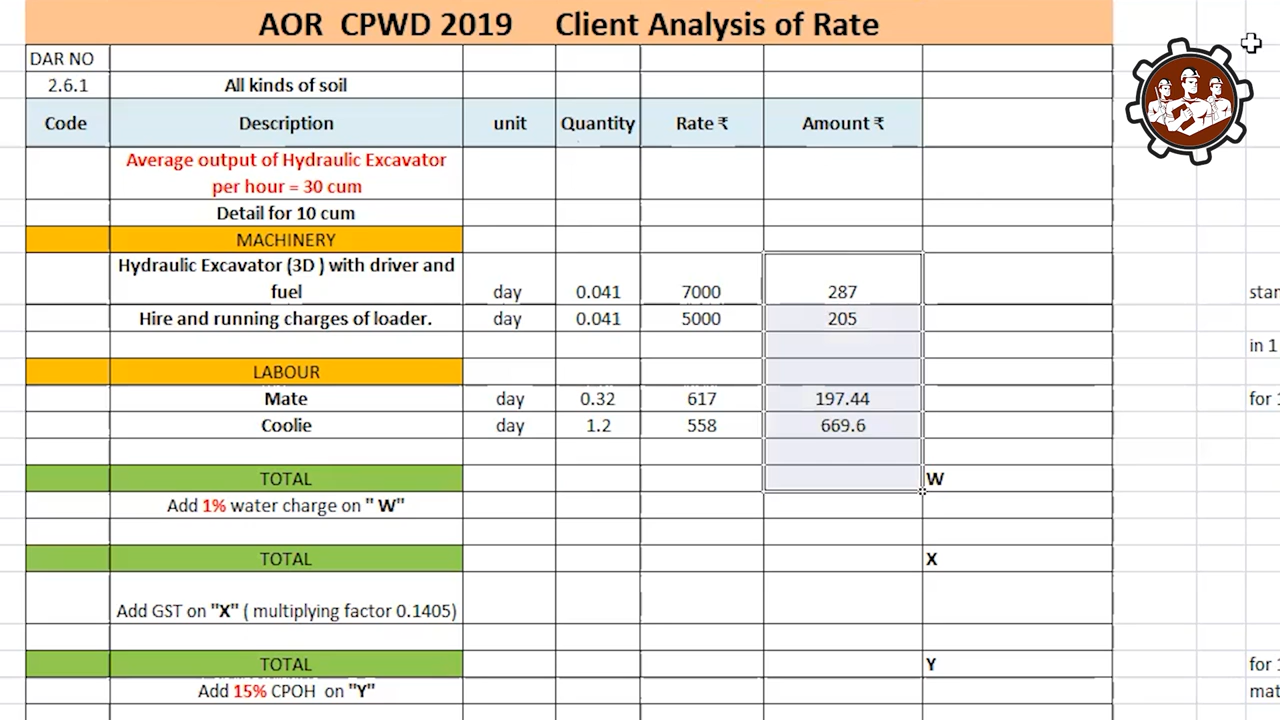 AOR CPWD 2019 Client Analysis of Rate
DAR NO
2.6.1 All kinds of soil
Code Description unit Quantity Rate ₹ Amount ₹
Average output of Hydraulic Excavator
per hour = 30 cum
Detail for 10 cum
MACHINERY
Hydraulic Excavator (3D ) with driver and
fuel day 0.041 7000 287 
Hire and running charges of loader. day 0.041 5000 205
in 1
LABOUR
Mate day 0.32 617 197.44 for
Coolie day 1.2 558 669.6
TOTAL W
Add 1% water charge on " W"
TOTAL X
Add GST on "X" ( multiplying factor 0.1405)
TOTAL Y for
Add 15% CPOH on "Y"